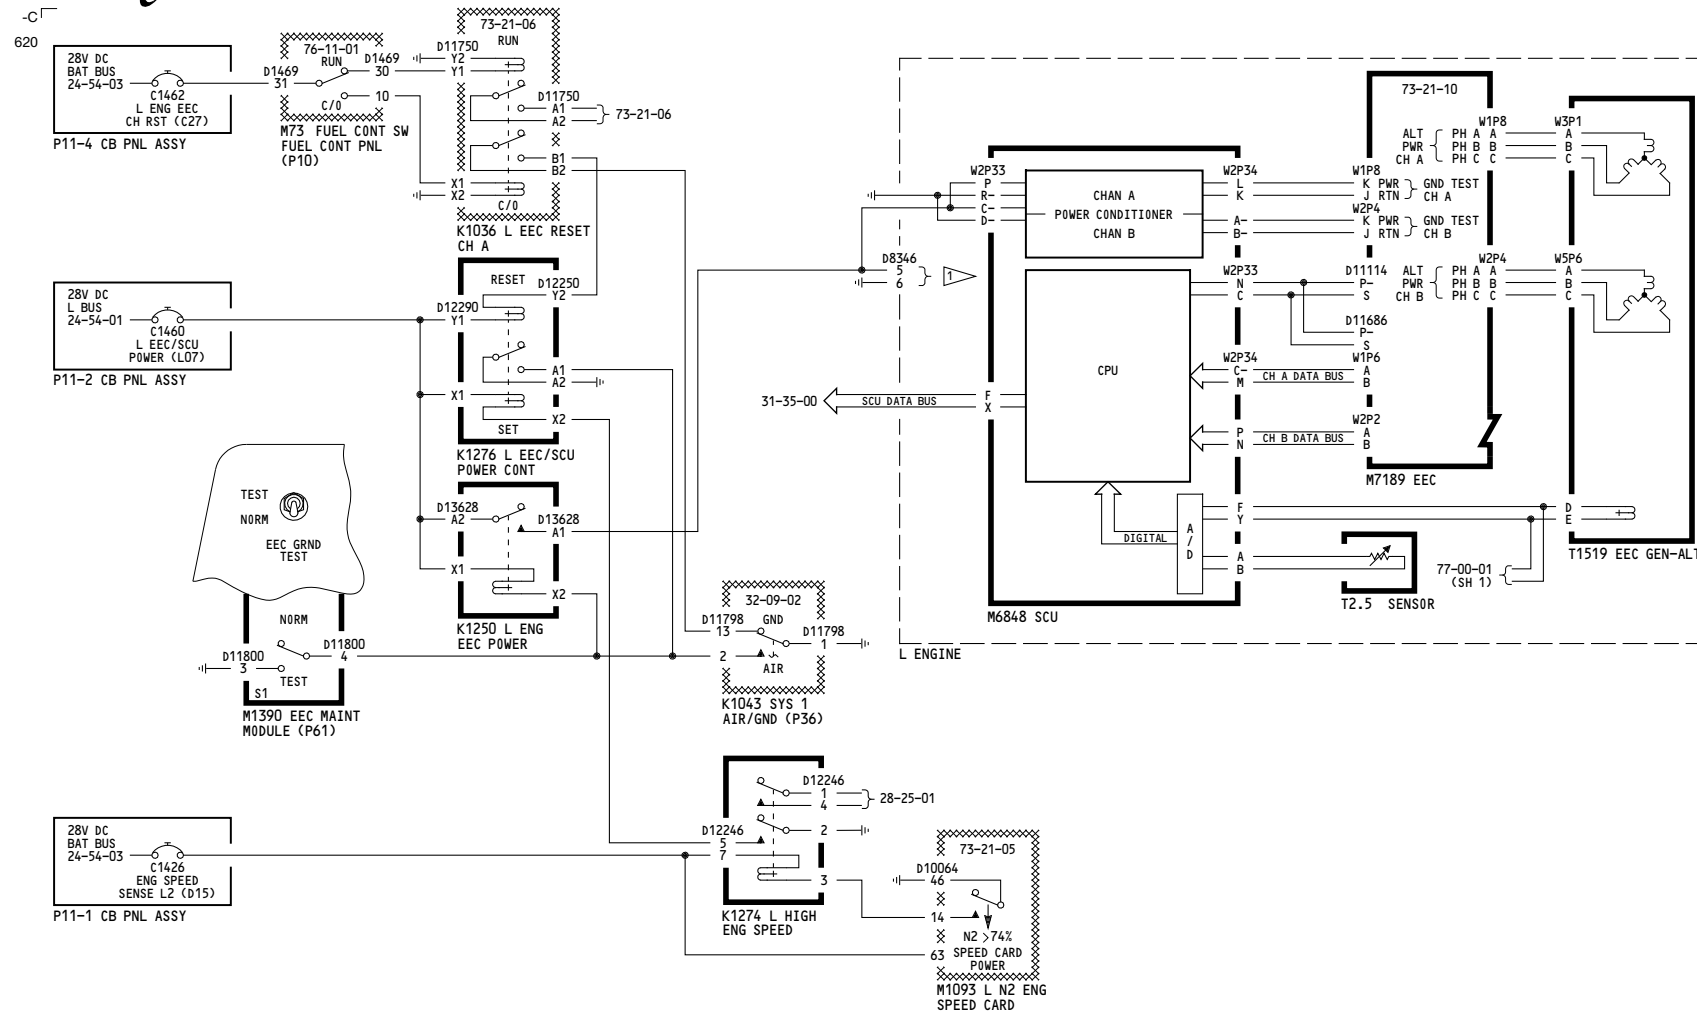 -C
620
28V DC
BAT BUS
24-54-03
C1462
L ENG EEC
CH RST (C27)
P11-4 CB PNL ASSY
76-11-01
RUN
D1469
31
D1469
30
10
C/O
M73 FUEL CONT SW
FUEL CONT PNL
(P10)
73-21-06
RUN
D11750
Y2
Y1
D11750
A1
A2
73-21-06
B1
B2
X1
X2
C/O
K1036 L EEC RESET
CH A
28V DC
L BUS
24-54-01
C1460
L EEC/SCU
POWER (L07)
P11-2 CB PNL ASSY
RESET
D12250
Y2
D12290
Y1
A1
A2
X1
X2
SET
K1276 L EEC/SCU
POWER CONT
D13628
A2
D13628
A1
X1
X2
K1250 L ENG
EEC POWER
TEST
NORM
EEC GRND
TEST
NORM
D11800
4
D11800
3
TEST
S1
M1390 EEC MAINT
MODULE (P61)
32-09-02
D11798
GND
13
D11798
1
2
AIR
K1043 SYS 1
AIR/GND (P36)
28V DC
BAT BUS
24-54-03
C1426
ENG SPEED
SENSE L2 (D15)
P11-1 CB PNL ASSY
D12246
1
4
28-25-01
D12246
5
7
2
3
K1274 L HIGH
ENG SPEED
73-21-05
D10064
46
14
N2 >74%
63
SPEED CARD
POWER
M1093 L N2 ENG
SPEED CARD
D8346
5
6
1
L ENGINE
W2P33
P
R-
C-
D-
CHAN A
POWER CONDITIONER
CHAN B
W2P34
L
K
A-
B-
W2P33
N
C
CPU
W2P34
C-
M
CH A DATA BUS
P
N
CH B DATA BUS
31-35-00
SCU DATA BUS
F
X
DIGITAL
A
/
D
F
Y
A
B
M6848 SCU
73-21-10
W1P8
ALT
PWR
CH A
PH A A
PH B B
PH C C
W1P8
K PWR
J RTN
GND TEST
CH A
W2P4
K PWR
J RTN
GND TEST
CH B
D11114
P-
S
W2P4
ALT
PWR
CH B
PH A A
PH B B
PH C C
D11686
P-
S
W1P6
A
B
W2P2
A
B
M7189 EEC
W3P1
A
B
C
W5P6
A
B
C
D
E
T1519 EEC GEN-ALT
77-00-01
(SH 1)
T2.5 SENSOR